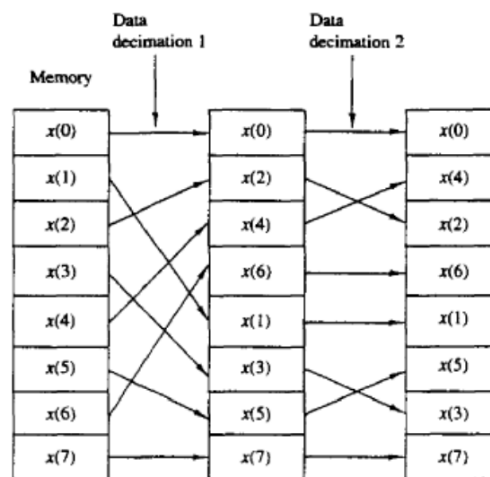 Data
decimation 1
Data
decimation 2
Memory
x(0) x(0) x(0)
x(1) x(2) x(4)
x(2) x(4) x(2)
x(3) x(6) x(6)
x(4) x(1) x(1)
x(5) x(3) x(5)
x(6) x(5) x(3)
x(7) x(7) x(7)